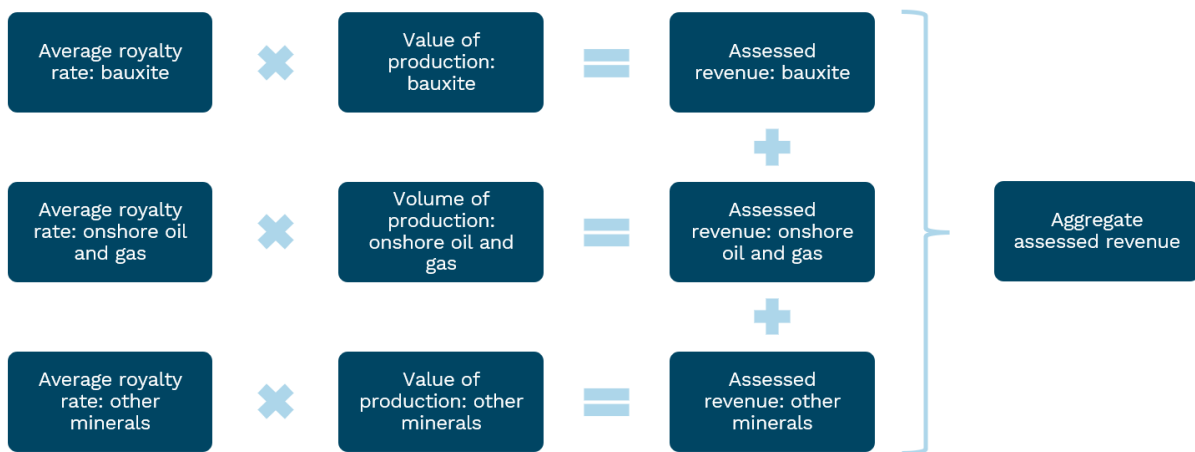 Average royalty
rate: bauxite
Value of
production:
bauxite
Assessed
revenue: bauxite
Average royalty
rate: onshore oil
and gas
Volume of
production:
onshore oil and
gas
Assessed
revenue: onshore
oil and gas
Aggregate
assessed revenue
Average royalty
rate: other
minerals
Value of
production: other
minerals
Assessed
revenue: other
minerals